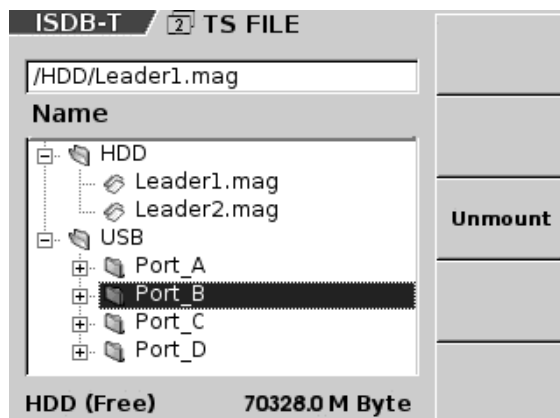 ISDB-T 2 TS FILE
/HDD/Leader1.mag
Name
HDD
Leader1.mag
Leader2.mag
USB
Port_A
Port_B
Port_C
Port_D
Unmount
HDD (Free) 70328.0 M Byte